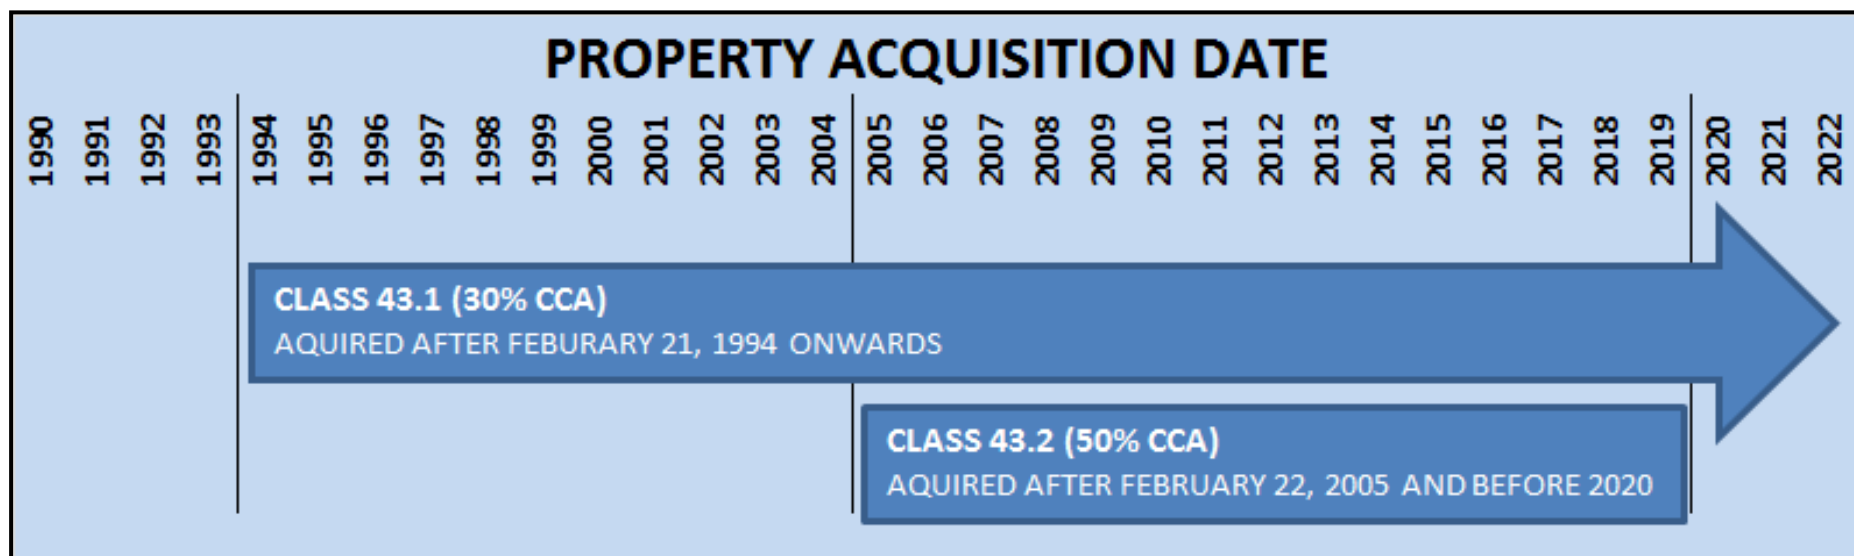 PROPERTY ACQUISITION DATE
1990 1991 1992 1993 1994 1995 1996 1997 1998 1999 2000 2001 2002 2003 2004 2005 2006 2007 2008 2009 2010 2011 2012 2013 2014 2015 2016 2017 2018 2019 2020 2021 2022
CLASS 43.1 (30% CCA)
AQUIRED AFTER FEBURARY 21, 1994 ONWARDS
CLASS 43.2 (50% CCA)
AQUIRED AFTER FEBRUARY 22, 2005 AND BEFORE 2020